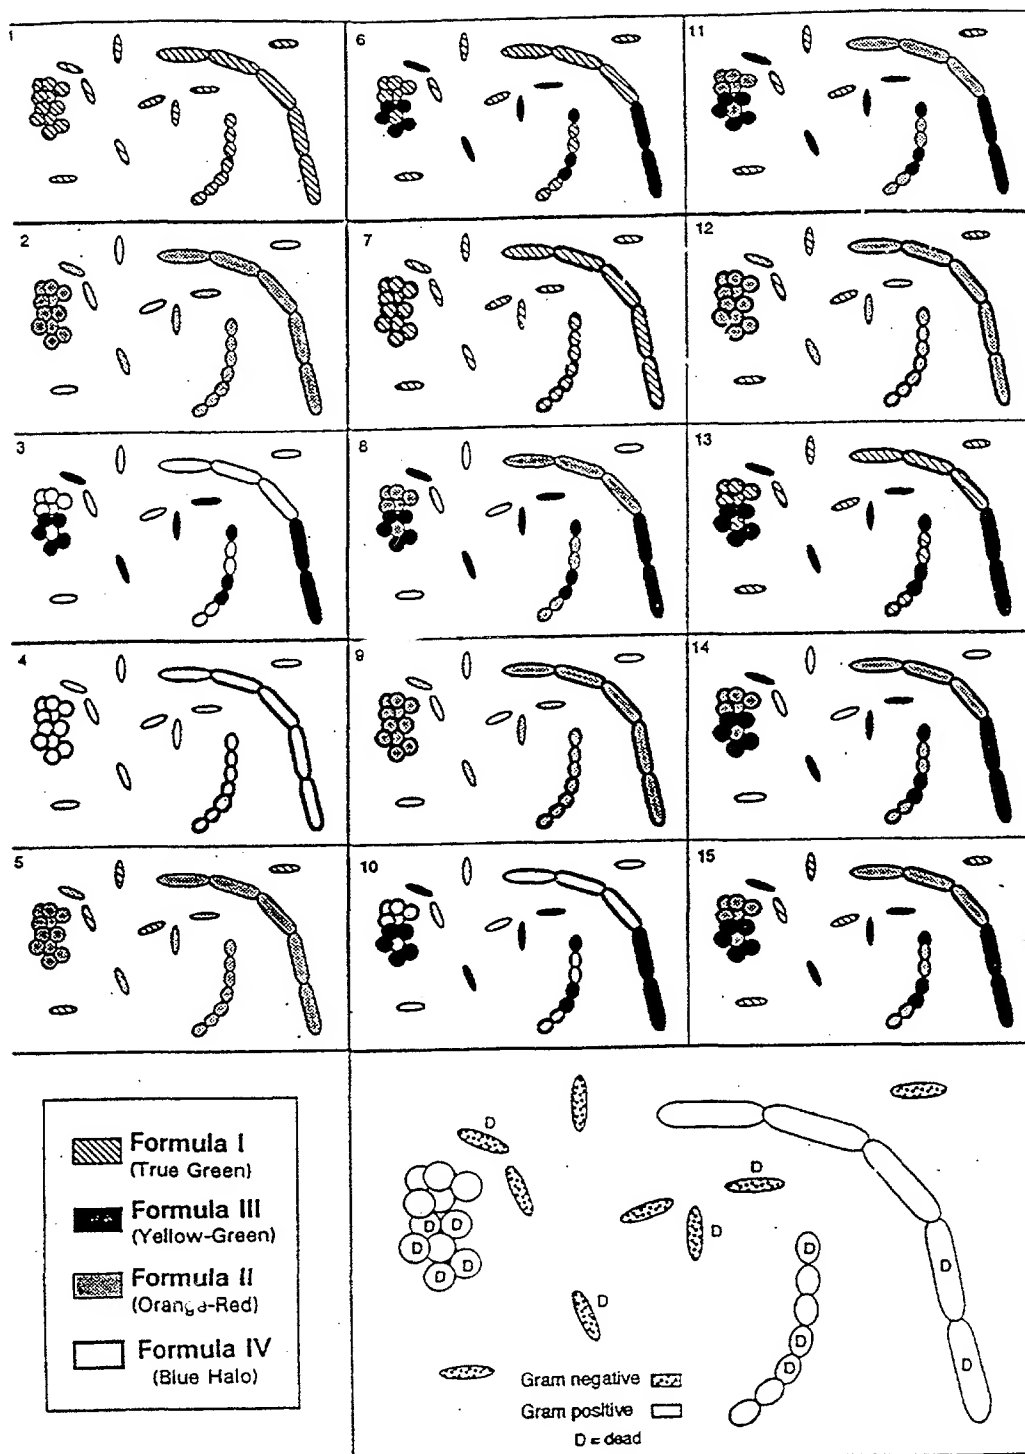 1
6
11
2
7
12
3
8
13
4
9
14
5
10
15
Formula I
(True Green)
Formula III
(Yellow-Green)
Formula II
(Orange-Red)
Formula IV
(Blue Halo)
D
D
D
D
D
D
D
D
D
D
D
D
D
D
Gram negative
Gram positive
D = dead